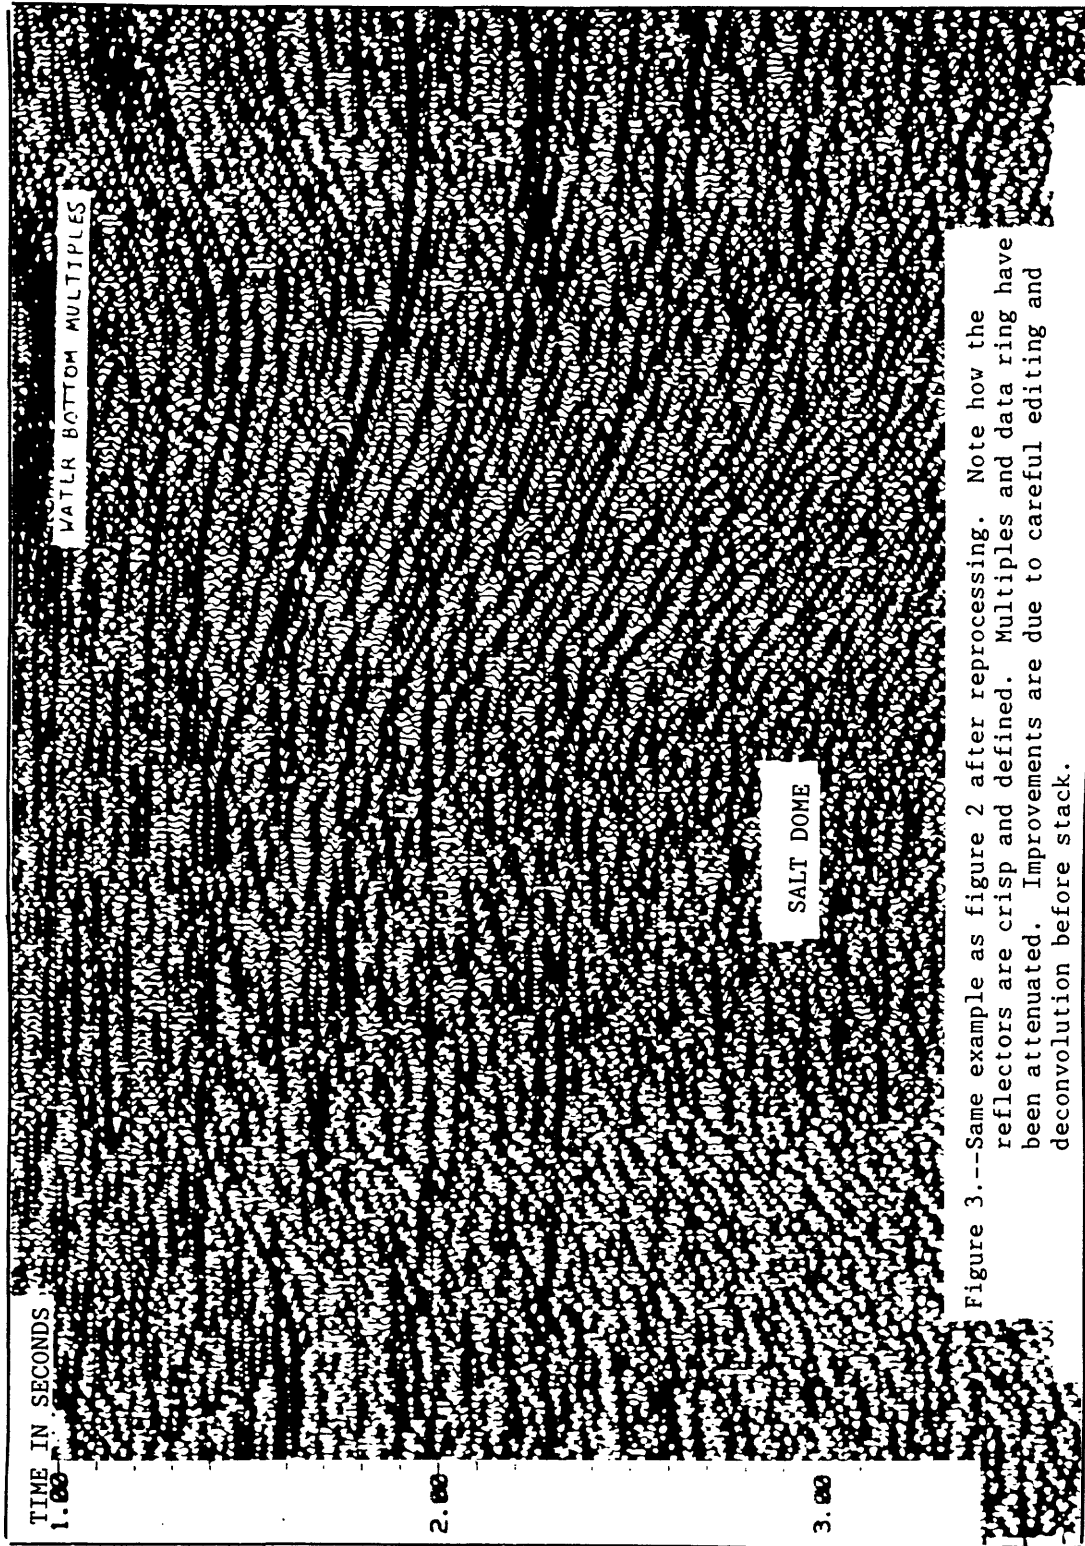 TIME IN SECONDS
1.00
WATER BOTTOM MULTIPLES
2.00
3.00
SALT DOME
Figure 3.--Same example as figure 2 after reprocessing. Note how the
reflectors are crisp and defined. Multiples and data ring have
been attenuated. Improvements are due to careful editing and
deconvolution before stack.